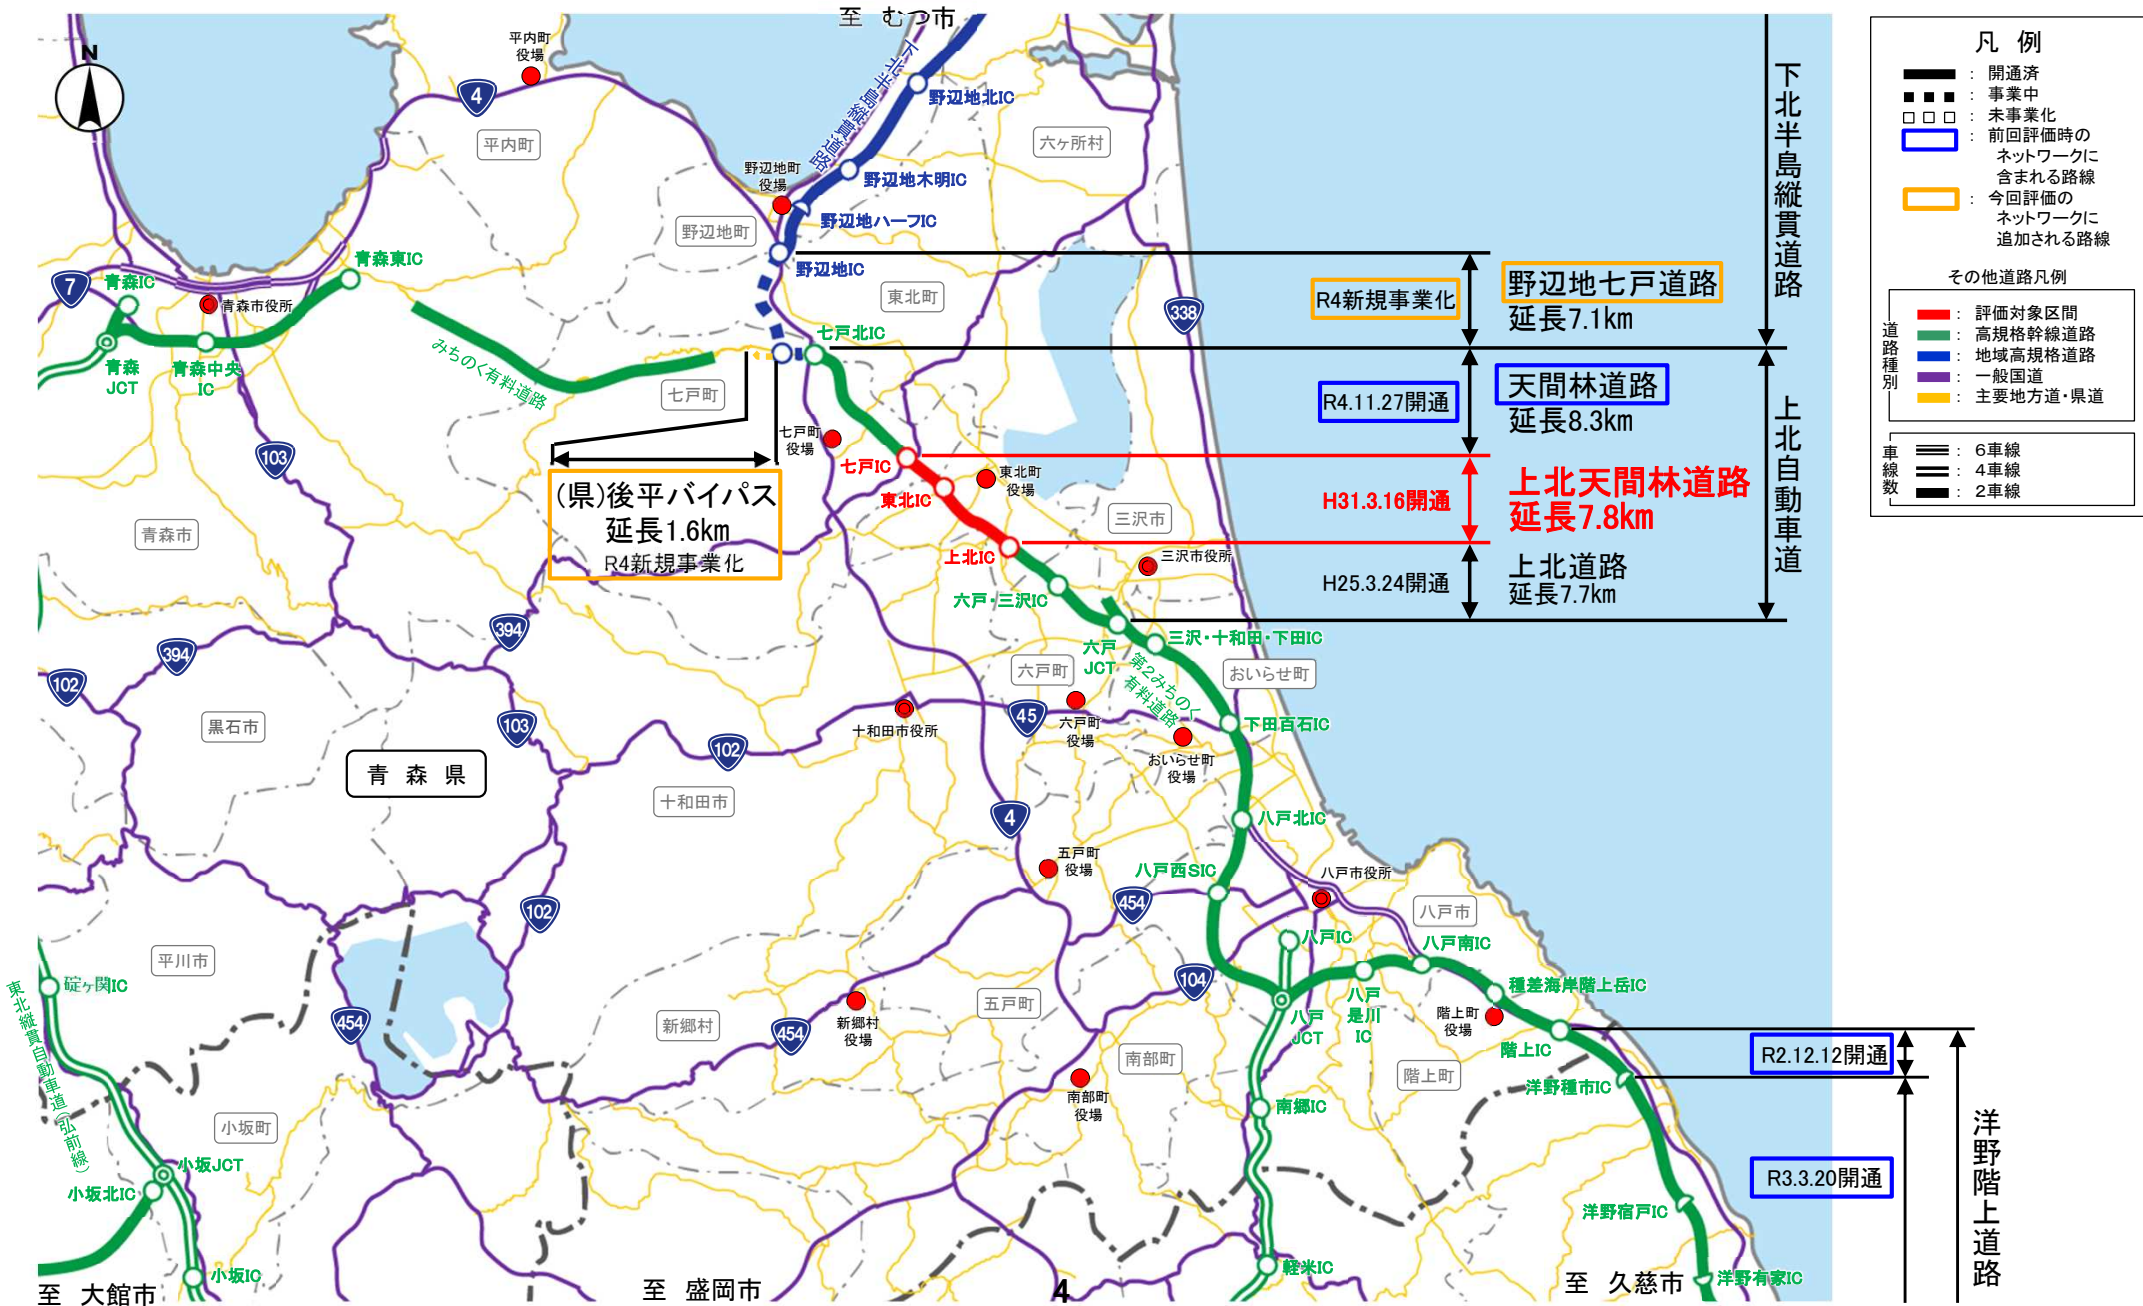 至 むつ市
N
平内町
役場
4
平内町
下北半島縦貫道路
野辺地北IC
六ヶ所村
野辺地町
役場
野辺地木明IC
野辺地ハーフIC
野辺地町
野辺地IC
青森東IC
7
青森IC
青森市役所
東北町
338
七戸北IC
みちのく有料道路
青森
JCT
青森中央
IC
七戸町
R4新規事業化
野辺地七戸道路
延長7.1km
R4.11.27開通
天間林道路
延長8.3km
下北半島縦貫道路
上北自動車道
七戸町
役場
103
七戸IC
東北町
役場
東北IC
(県)後平バイパス
延長1.6km
R4新規事業化
H31.3.16開通
上北天間林道路
延長7.8km
青森市
三沢市
上北IC
三沢市役所
H25.3.24開通
上北道路
延長7.7km
六戸・三沢IC
394
394
102
六戸
JCT
三沢・十和田・下田IC
第2みちのく
有料道路
六戸町
おいらせ町
黒石市
103
十和田市役所
45
六戸町
役場
下田百石IC
102
おいらせ町
役場
青 森 県
十和田市
4
八戸北IC
五戸町
役場
八戸西SIC
八戸市役所
102
454
八戸市
八戸IC
八戸南IC
平川市
碇ヶ関IC
104
種差海岸階上岳IC
東北縦貫自動車道(弘前線)
454
新郷村
454
新郷村
役場
五戸町
八戸
JCT
八戸
是川
IC
階上町
役場
階上IC
R2.12.12開通
南部町
階上町
洋野種市IC
南部町
役場
南郷IC
小坂町
小坂JCT
小坂北IC
R3.3.20開通
洋野階上道路
洋野宿戸IC
小坂IC
軽米IC
洋野有家IC
至 大館市
至 盛岡市
4
至 久慈市
凡 例
： 開通済
： 事業中
： 未事業化
： 前回評価時の
ネットワークに
含まれる路線
： 今回評価の
ネットワークに
追加される路線
その他道路凡例
道路種別
： 評価対象区間
： 高規格幹線道路
： 地域高規格道路
： 一般国道
： 主要地方道・県道
車線数
： 6車線
： 4車線
： 2車線